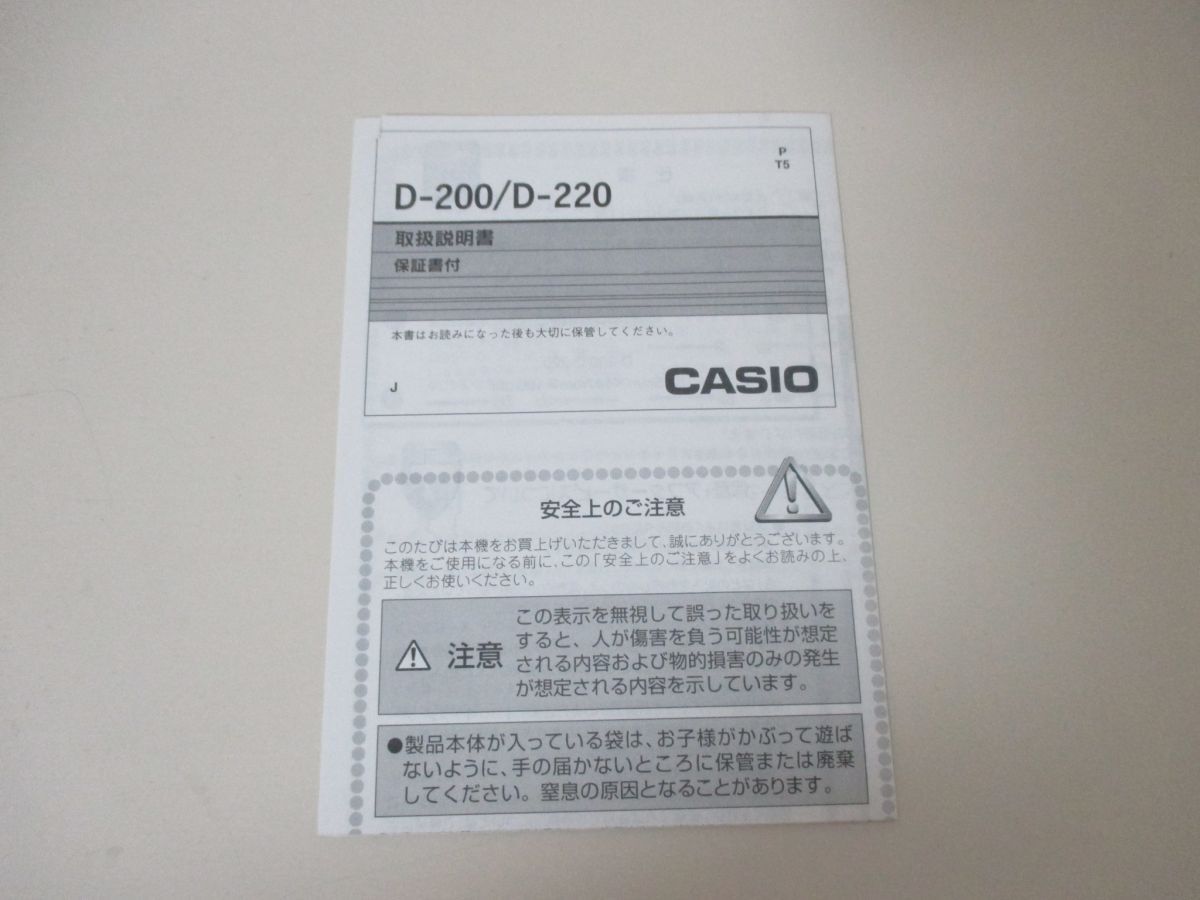 P
T5
D-200/D-220
取扱説明書
保証書付
本書はお読みになった後も大切に保管してください。
J
CASIO
安全上のご注意
このたびは本機をお買上げいただきまして、誠にありがとうございます。
本機をご使用になる前に、この「安全上のご注意」をよくお読みの上、
正しくお使いください。
注意
この表示を無視して誤った取り扱いを
すると、人が傷害を負う可能性が想定
される内容および物的損害のみの発生
が想定される内容を示しています。
●製品本体が入っている袋は、お子様がかぶって遊ば
ないように、手の届かないところに保管または廃棄
してください。窒息の原因となることがあります。